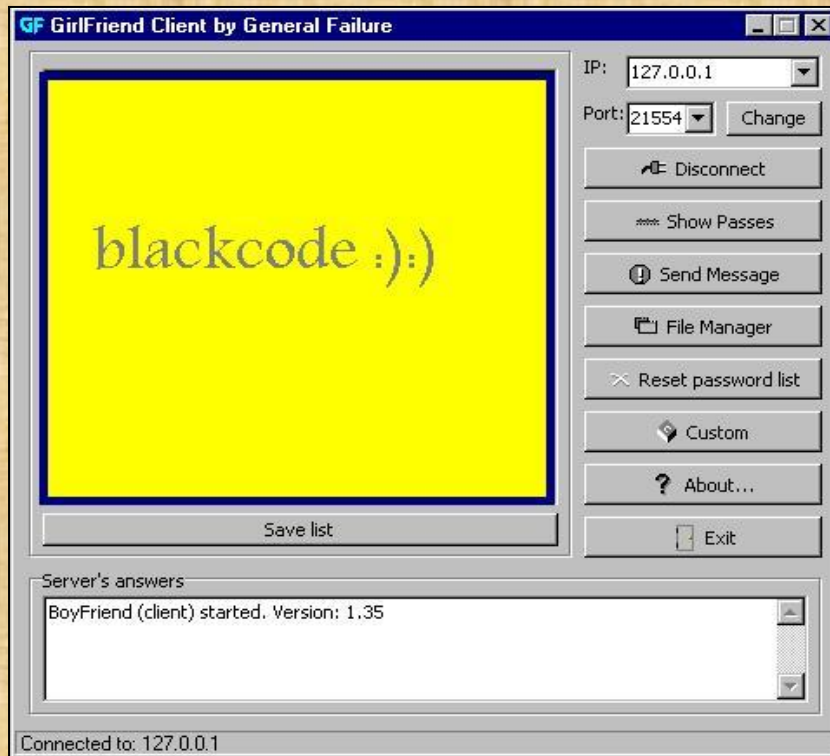 GF GirlFriend Client by General Failure
blackcode :):)
Save list
IP: 127.0.0.1
Port: 21554 Change
Disconnect
Show Passes
Send Message
File Manager
Reset password list
Custom
? About...
Exit
Server's answers
BoyFriend (client) started. Version: 1.35
Connected to: 127.0.0.1